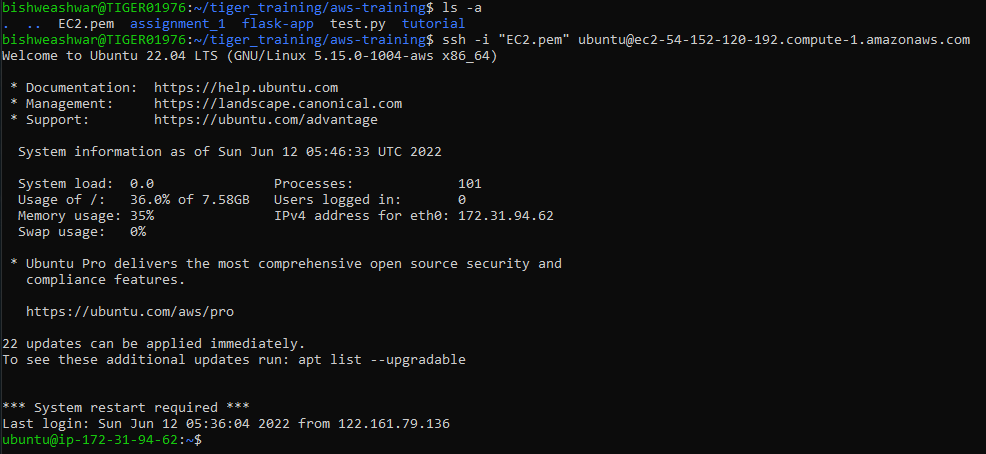 bishweashwar@TIGER01976:~/tiger_training/aws-training$ ls -a
.  ..  EC2.pem  assignment_1  flask-app  test.py  tutorial
bishweashwar@TIGER01976:~/tiger_training/aws-training$ ssh -i "EC2.pem" ubuntu@ec2-54-152-120-192.compute-1.amazonaws.com
Welcome to Ubuntu 22.04 LTS (GNU/Linux 5.15.0-1004-aws x86_64)

 * Documentation:  https://help.ubuntu.com
 * Management:     https://landscape.canonical.com
 * Support:        https://ubuntu.com/advantage

  System information as of Sun Jun 12 05:46:33 UTC 2022

  System load:  0.0               Processes:             101
  Usage of /:   36.0% of 7.58GB   Users logged in:       0
  Memory usage: 35%               IPv4 address for eth0: 172.31.94.62
  Swap usage:   0%

 * Ubuntu Pro delivers the most comprehensive open source security and
   compliance features.

   https://ubuntu.com/aws/pro

22 updates can be applied immediately.
To see these additional updates run: apt list --upgradable


*** System restart required ***
Last login: Sun Jun 12 05:36:04 2022 from 122.161.79.136
ubuntu@ip-172-31-94-62:~$